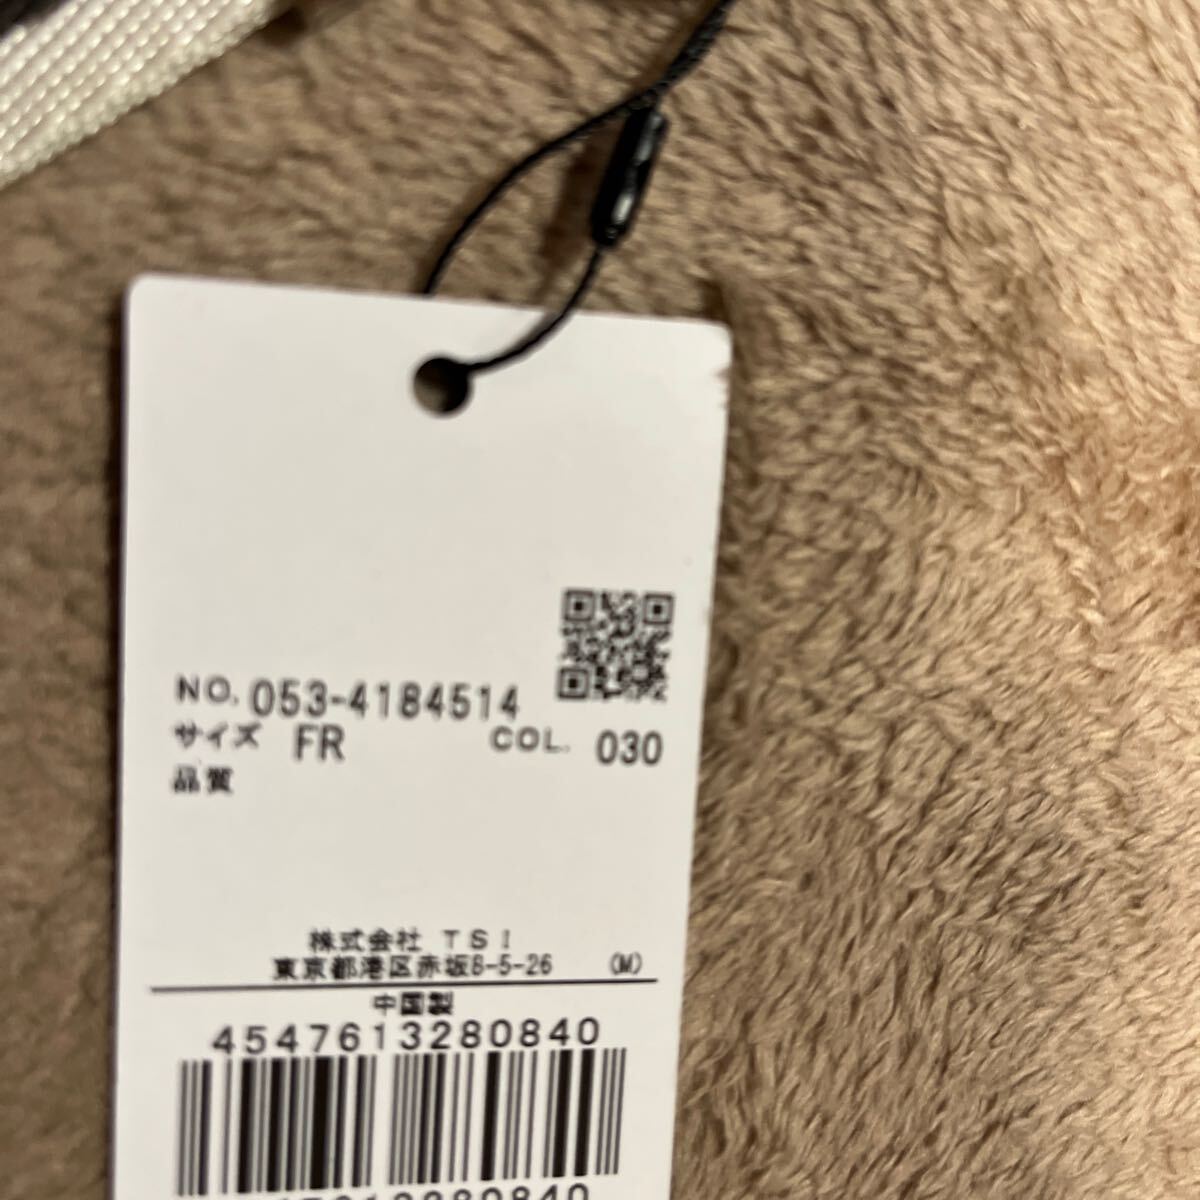 NO. 053-4184514
サイズ FR COL. 030
品質
株式会社 TSI
東京都港区赤坂8-5-26 (M)
中国製
4547613280840